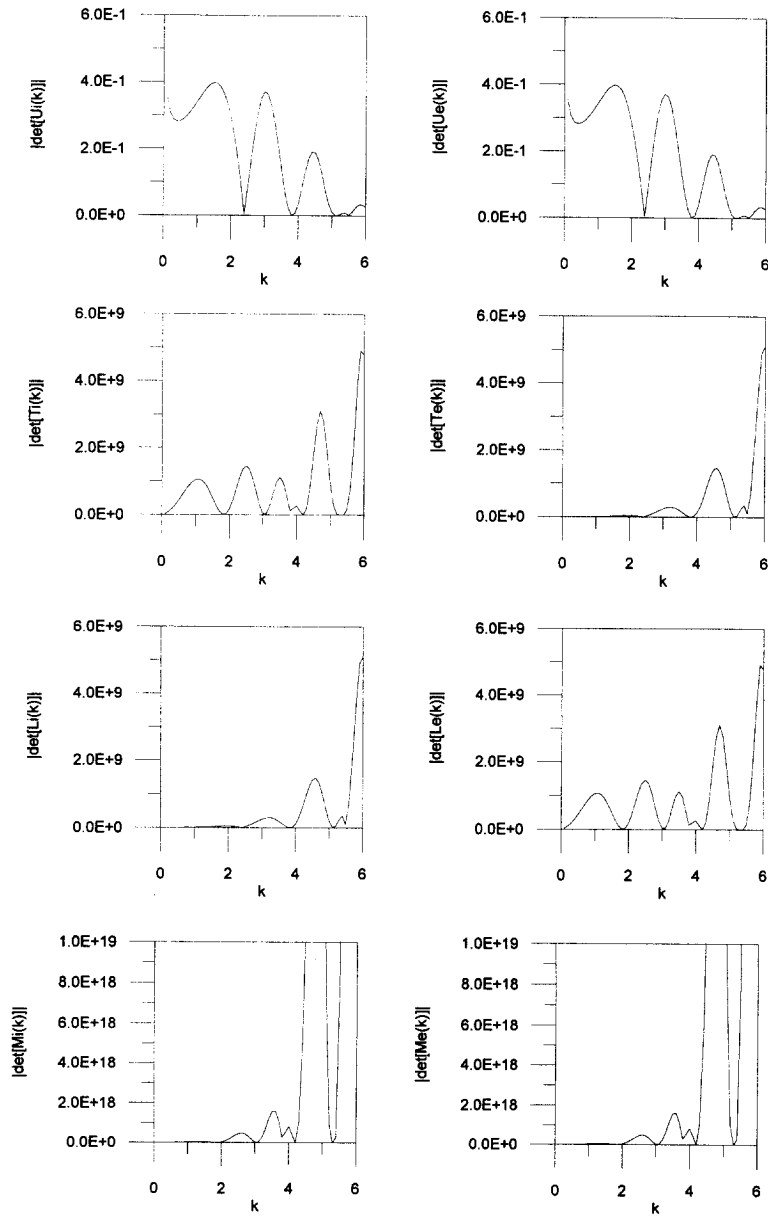 6.0E-1
4.0E-1
2.0E-1
0.0E+0
|det[Ui(k)]|
0 2 4 6
k
6.0E-1
4.0E-1
2.0E-1
0.0E+0
|det[Ue(k)]|
0 2 4 6
k
6.0E+9
4.0E+9
2.0E+9
0.0E+0
|det[Ti(k)]|
0 2 4 6
k
6.0E+9
4.0E+9
2.0E+9
0.0E+0
|det[Te(k)]|
0 2 4 6
k
6.0E+9
4.0E+9
2.0E+9
0.0E+0
|det[Li(k)]|
0 2 4 6
k
6.0E+9
4.0E+9
2.0E+9
0.0E+0
|det[Le(k)]|
0 2 4 6
k
1.0E+19
8.0E+18
6.0E+18
4.0E+18
2.0E+18
0.0E+0
|det[Mi(k)]|
0 2 4 6
k
1.0E+19
8.0E+18
6.0E+18
4.0E+18
2.0E+18
0.0E+0
|det[Me(k)]|
0 2 4 6
k